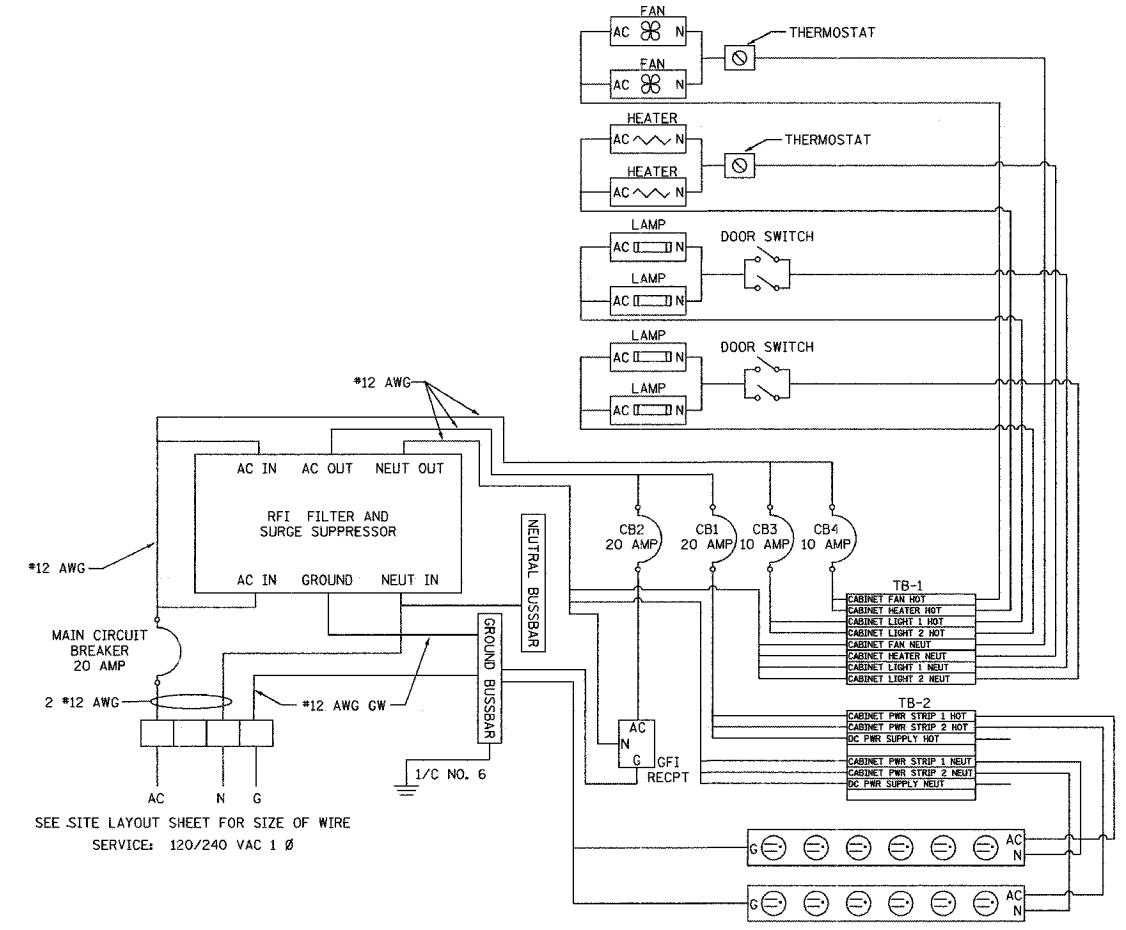 FAN
AC N
THERMOSTAT
FAN
AC N
HEATER
AC N
THERMOSTAT
HEATER
AC N
LAMP
AC N
DOOR SWITCH
LAMP
AC N
LAMP
AC N
DOOR SWITCH
LAMP
AC N
#12 AWG
AC IN AC OUT NEUT OUT
RFI FILTER AND
SURGE SUPPRESSOR
#12 AWG
AC IN GROUND NEUT IN
NEUTRAL BUSSBAR
CB2
20 AMP
CB1
20 AMP
CB3
10 AMP
CB4
10 AMP
MAIN CIRCUIT
BREAKER
20 AMP
GROUND BUSSBAR
2 #12 AWG
#12 AWG GW
1/C NO. 6
AC
N
G
GFI
RECPT
TB-1
CABINET FAN HOT
CABINET HEATER HOT
CABINET LIGHT 1 HOT
CABINET LIGHT 2 HOT
CABINET FAN NEUT
CABINET HEATER NEUT
CABINET LIGHT 1 NEUT
CABINET LIGHT 2 NEUT
TB-2
CABINET PWR STRIP 1 HOT
CABINET PWR STRIP 2 HOT
DC PWR SUPPLY HOT
CABINET PWR STRIP 1 NEUT
CABINET PWR STRIP 2 NEUT
DC PWR SUPPLY NEUT
AC N G
SEE SITE LAYOUT SHEET FOR SIZE OF WIRE
SERVICE: 120/240 VAC 1 Ø
G AC
N
G AC
N